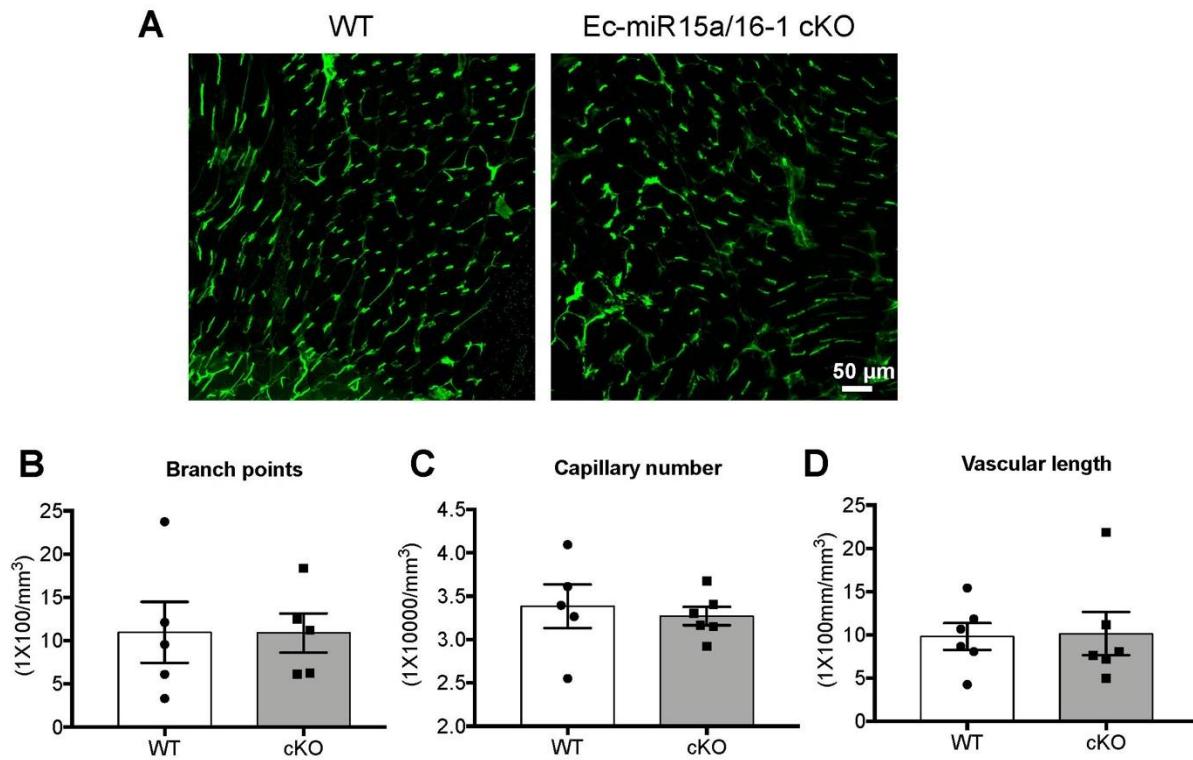 A
WT
Ec-miR15a/16-1 cKO
50 µm
B
Branch points
(1X100/mm³)
25
20
15
10
5
0
WT
cKO
C
Capillary number
(1X10000/mm³)
4.5
4.0
3.5
3.0
2.5
2.0
WT
cKO
D
Vascular length
(1X100mm/mm³)
25
20
15
10
5
0
WT
cKO